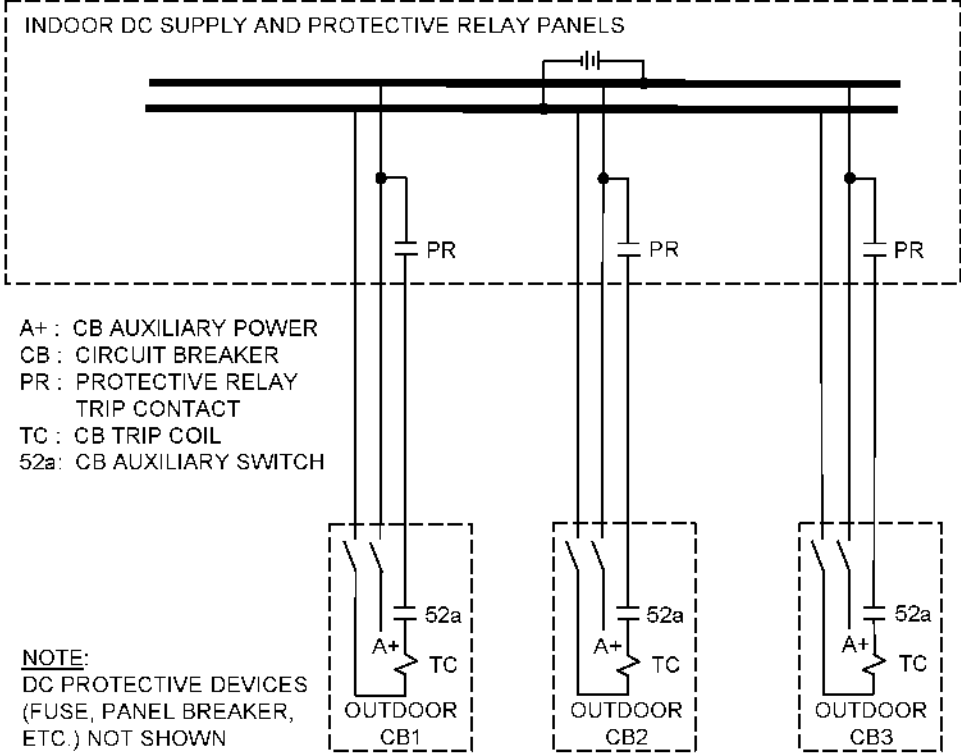 INDOOR DC SUPPLY AND PROTECTIVE RELAY PANELS
PR
PR
PR
A+ : CB AUXILIARY POWER
CB : CIRCUIT BREAKER
PR : PROTECTIVE RELAY
TRIP CONTACT
TC : CB TRIP COIL
52a: CB AUXILIARY SWITCH
52a
A+
TC
OUTDOOR
CB1
52a
A+
TC
OUTDOOR
CB2
52a
A+
TC
OUTDOOR
CB3
NOTE:
DC PROTECTIVE DEVICES
(FUSE, PANEL BREAKER,
ETC.) NOT SHOWN